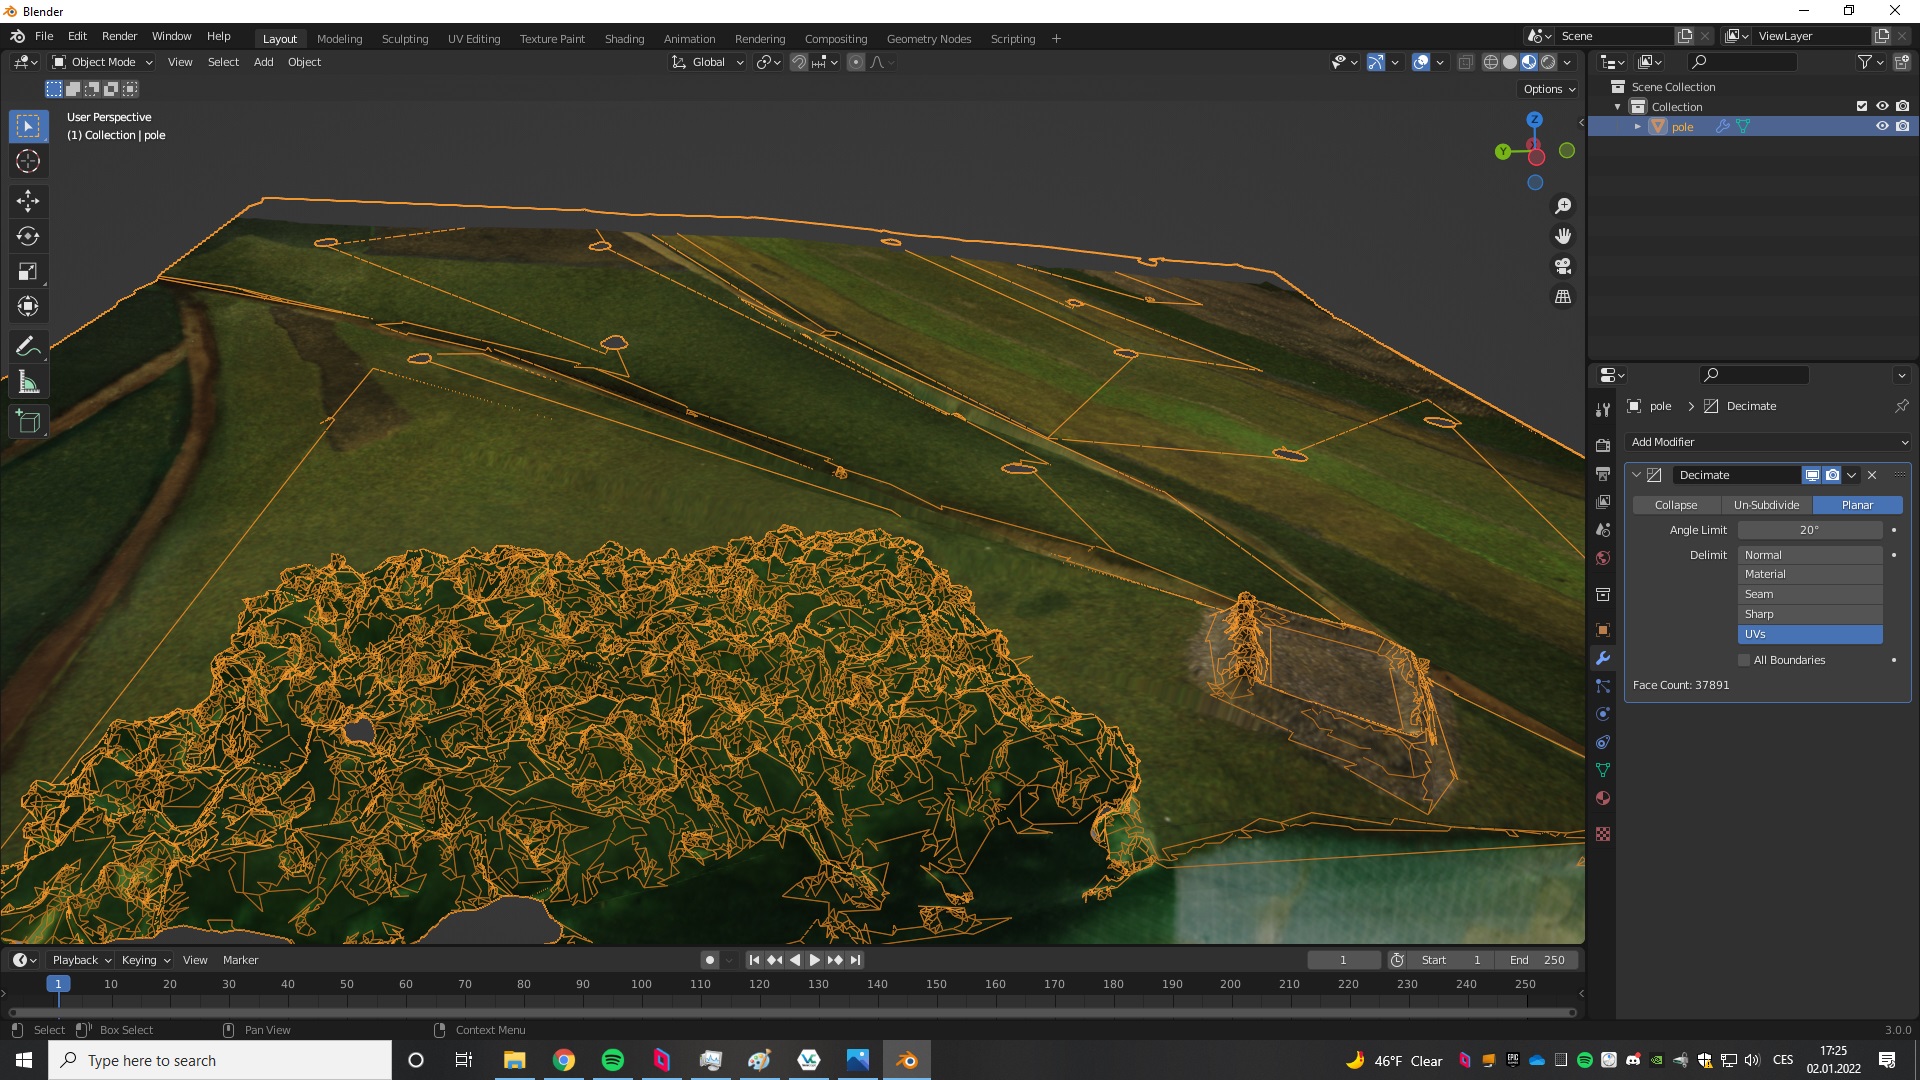 Blender
File Edit Render Window Help Layout Modeling Sculpting UV Editing Texture Paint Shading Animation Rendering Compositing Geometry Nodes Scripting + Scene ViewLayer
Object Mode View Select Add Object Global
Options
User Perspective
(1) Collection | pole
Z
Y
Scene Collection
Collection
pole
pole > Decimate
Add Modifier
Decimate
Collapse Un-Subdivide Planar
Angle Limit 20°
Delimit Normal
Material
Seam
Sharp
UVs
All Boundaries
Face Count: 37891
Playback Keying View Marker 1 Start 1 End 250
1 10 20 30 40 50 60 70 80 90 100 110 120 130 140 150 160 170 180 190 200 210 220 230 240 250
Select Box Select Pan View Context Menu 3.0.0
Type here to search 46°F Clear CES 17:25
02.01.2022